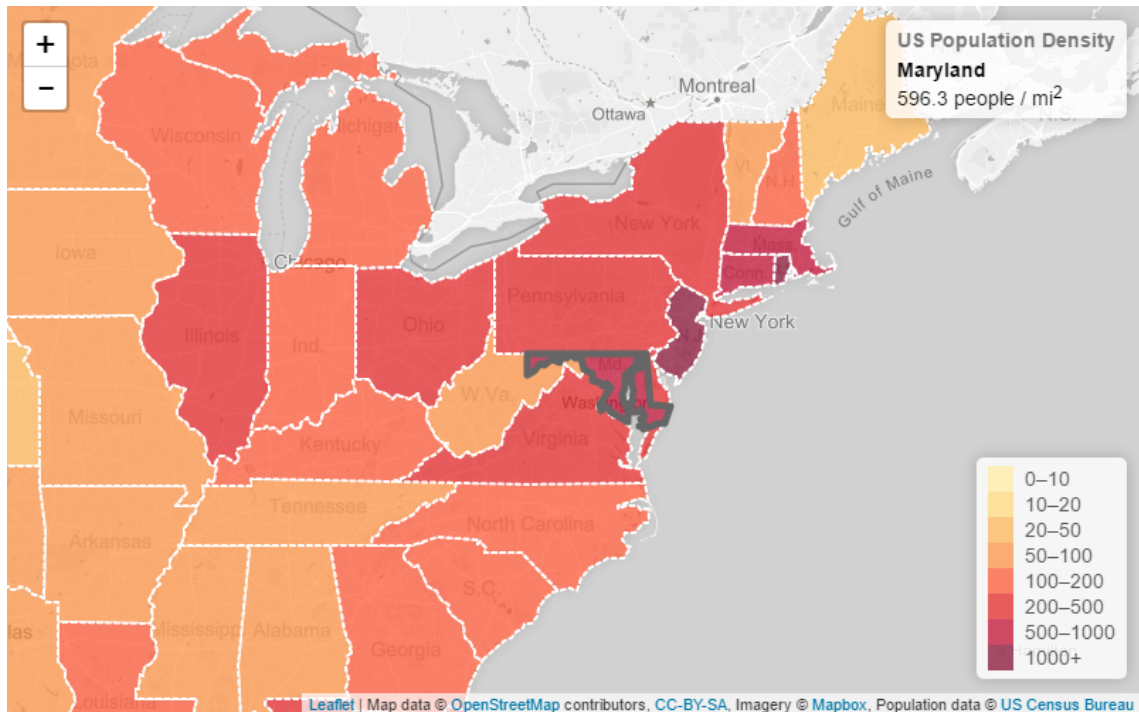 +
−
US Population Density
Maryland
596.3 people / mi²
Montreal
Ottawa
Maine
Wisconsin
Michigan
Vt.
N.H.
N.S.
Gulf of Maine
New York
Mass.
Conn.
Iowa
Chicago
Pennsylvania
Illinois
Ohio
Ind.
New York
Md.
W.Va.
Washington
Missouri
Kentucky
Virginia
Tennessee
North Carolina
Arkansas
S.C.
Mississippi
Alabama
Georgia
Louisiana
0–10
10–20
20–50
50–100
100–200
200–500
500–1000
1000+
Leaflet | Map data © OpenStreetMap contributors, CC-BY-SA, Imagery © Mapbox, Population data © US Census Bureau